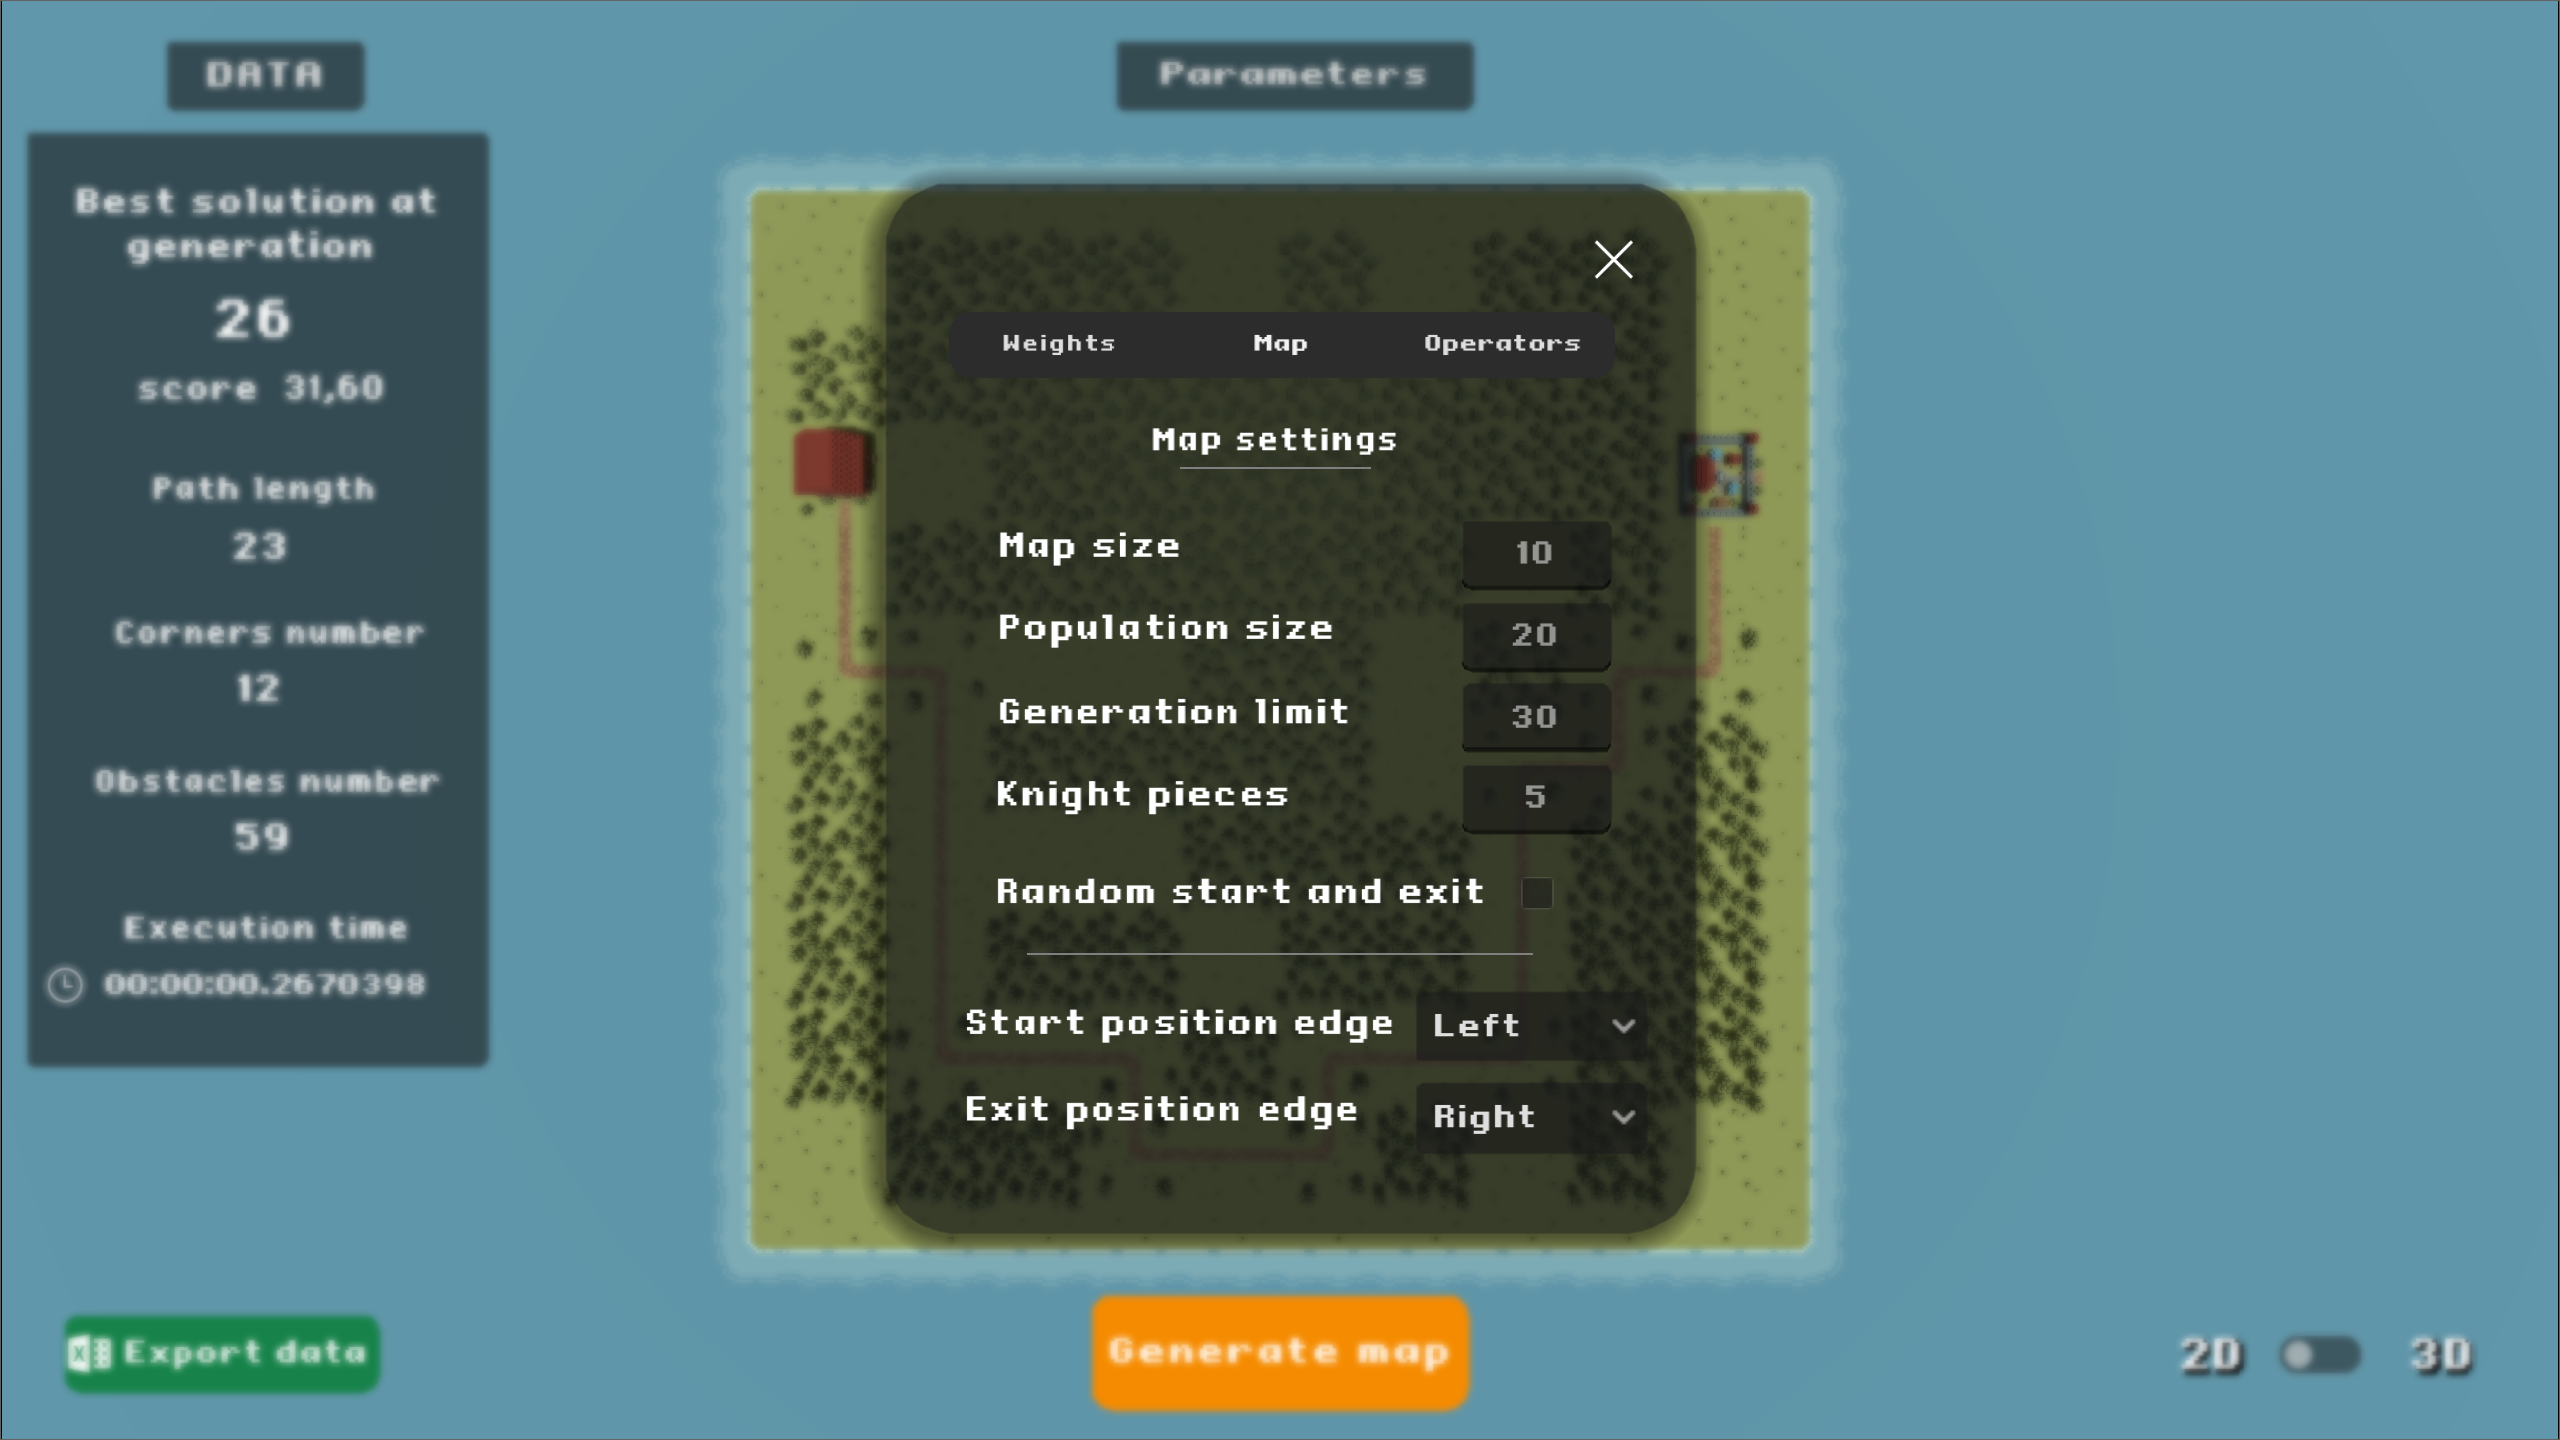 DATA
Parameters
Best solution at
generation
26
score 31,60
Path length
23
Corners number
12
Obstacles number
59
Execution time
00:00:00.2670398
Weights Map Operators
Map settings
Map size 10
Population size 20
Generation limit 30
Knight pieces 5
Random start and exit
Start position edge Left
Exit position edge Right
Export data
Generate map
2D 3D